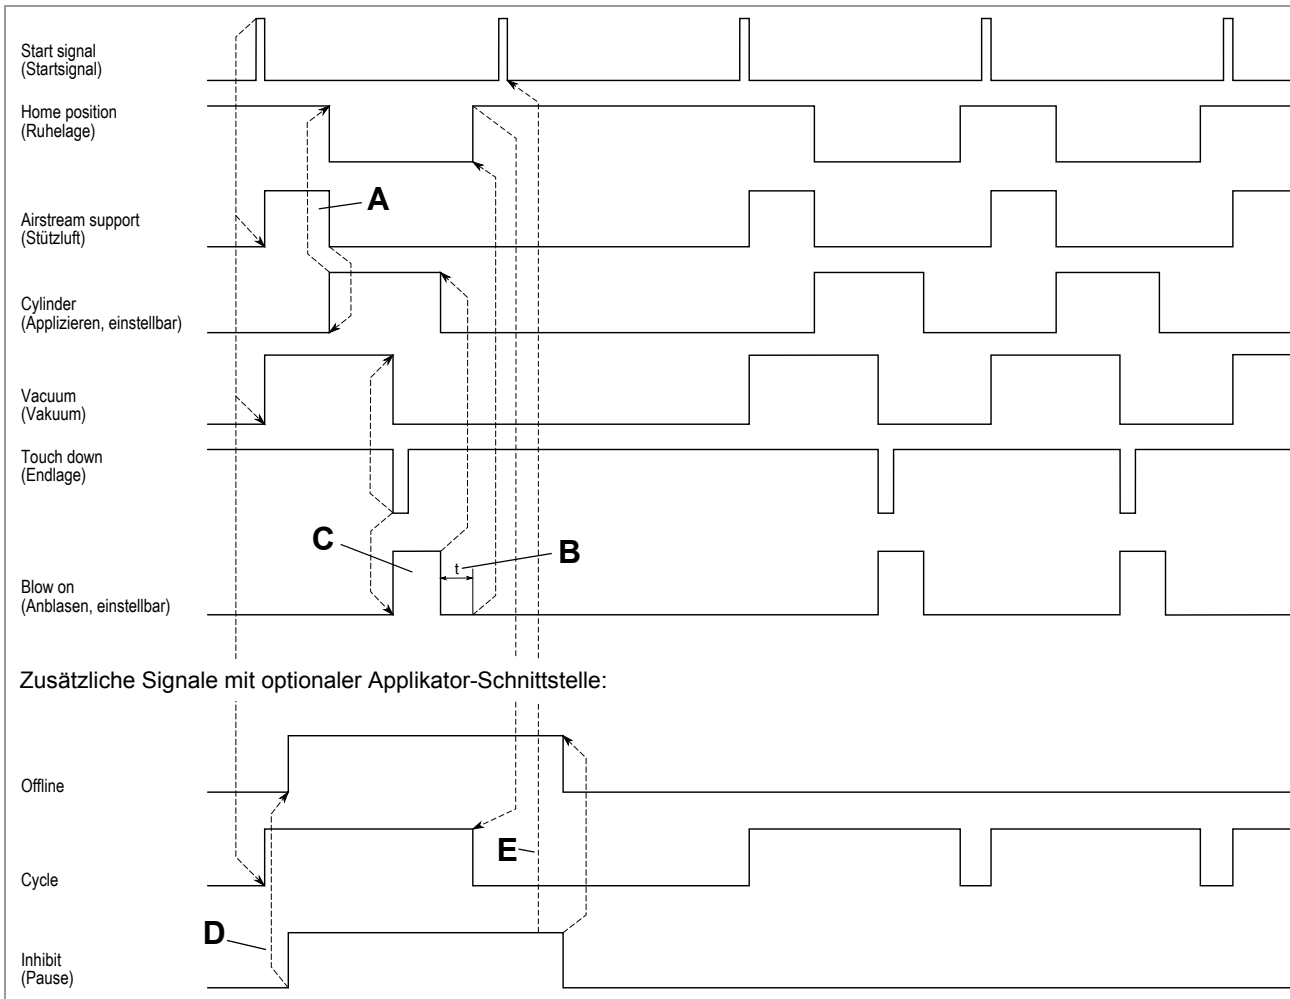 Start signal
(Startsignal)
Home position
(Ruhelage)
A
Airstream support
(Stützluft)
Cylinder
(Applizieren, einstellbar)
Vacuum
(Vakuum)
Touch down
(Endlage)
C
B
t
Blow on
(Anblasen, einstellbar)
Zusätzliche Signale mit optionaler Applikator-Schnittstelle:
Offline
E
Cycle
D
Inhibit
(Pause)